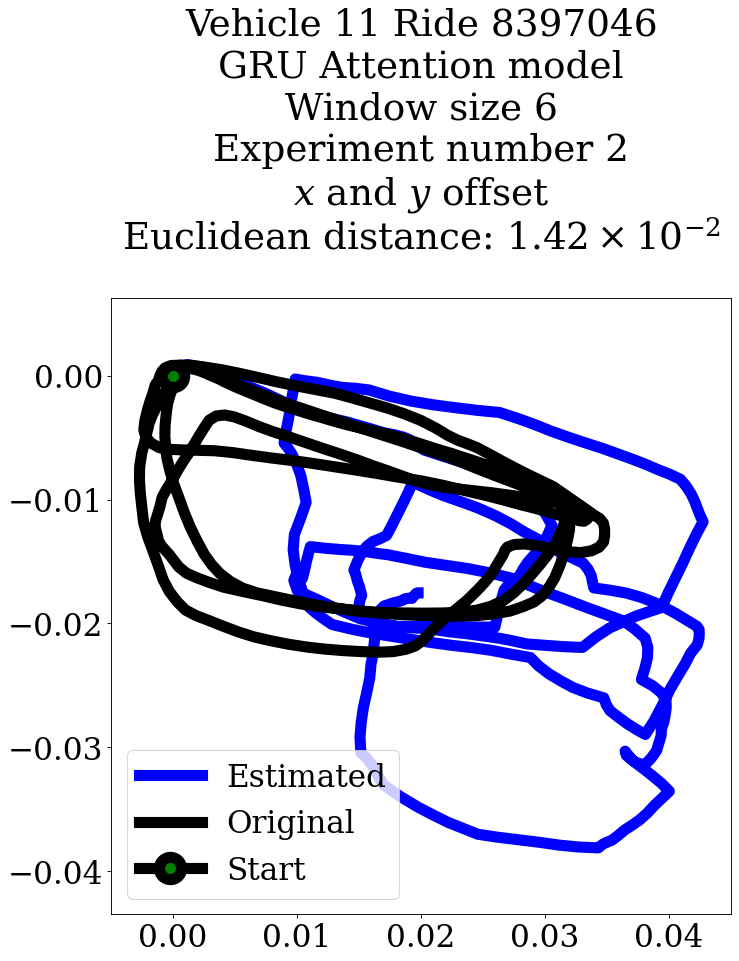 Vehicle 11 Ride 8397046
GRU Attention model
Window size 6
Experiment number 2
x and y offset
Euclidean distance: 1.42 × 10⁻²
0.00
−0.01
−0.02
−0.03
−0.04
Estimated
Original
Start
0.00 0.01 0.02 0.03 0.04